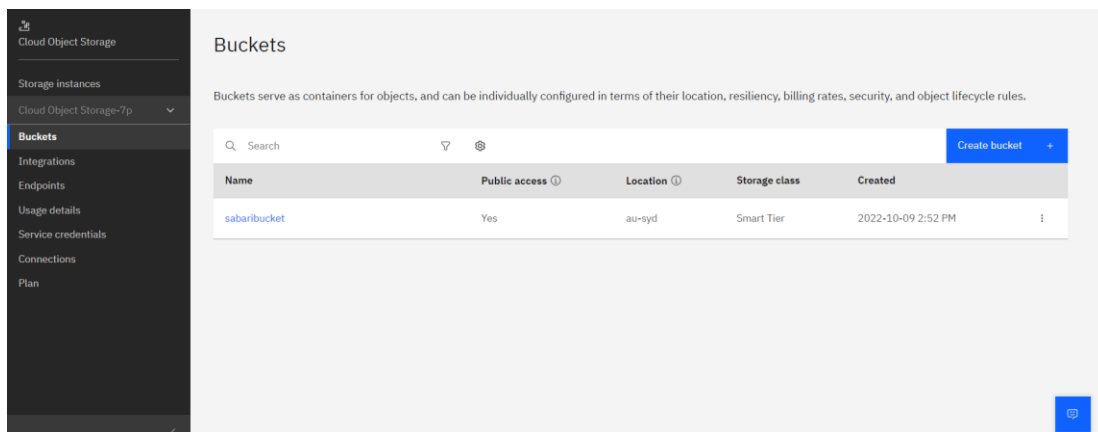 Cloud Object Storage
Storage instances
Cloud Object Storage-7p
Buckets
Integrations
Endpoints
Usage details
Service credentials
Connections
Plan
Buckets
Buckets serve as containers for objects, and can be individually configured in terms of their location, resiliency, billing rates, security, and object lifecycle rules.
Search
Create bucket +
Name Public access Location Storage class Created
sabaribucket Yes au-syd Smart Tier 2022-10-09 2:52 PM